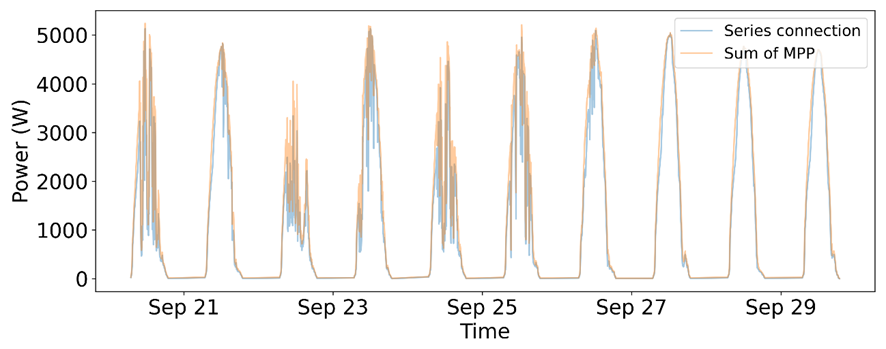 Series connection
Sum of MPP
Power (W)
5000
4000
3000
2000
1000
0
Sep 21 Sep 23 Sep 25 Sep 27 Sep 29
Time